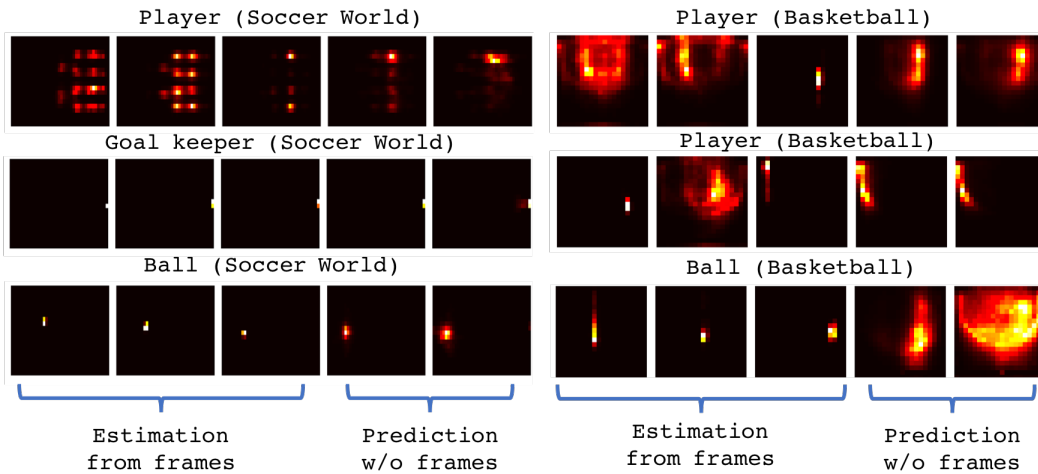 Player (Soccer World)
Player (Basketball)
Goal keeper (Soccer World)
Player (Basketball)
Ball (Soccer World)
Ball (Basketball)
Estimation
from frames
Prediction
w/o frames
Estimation
from frames
Prediction
w/o frames